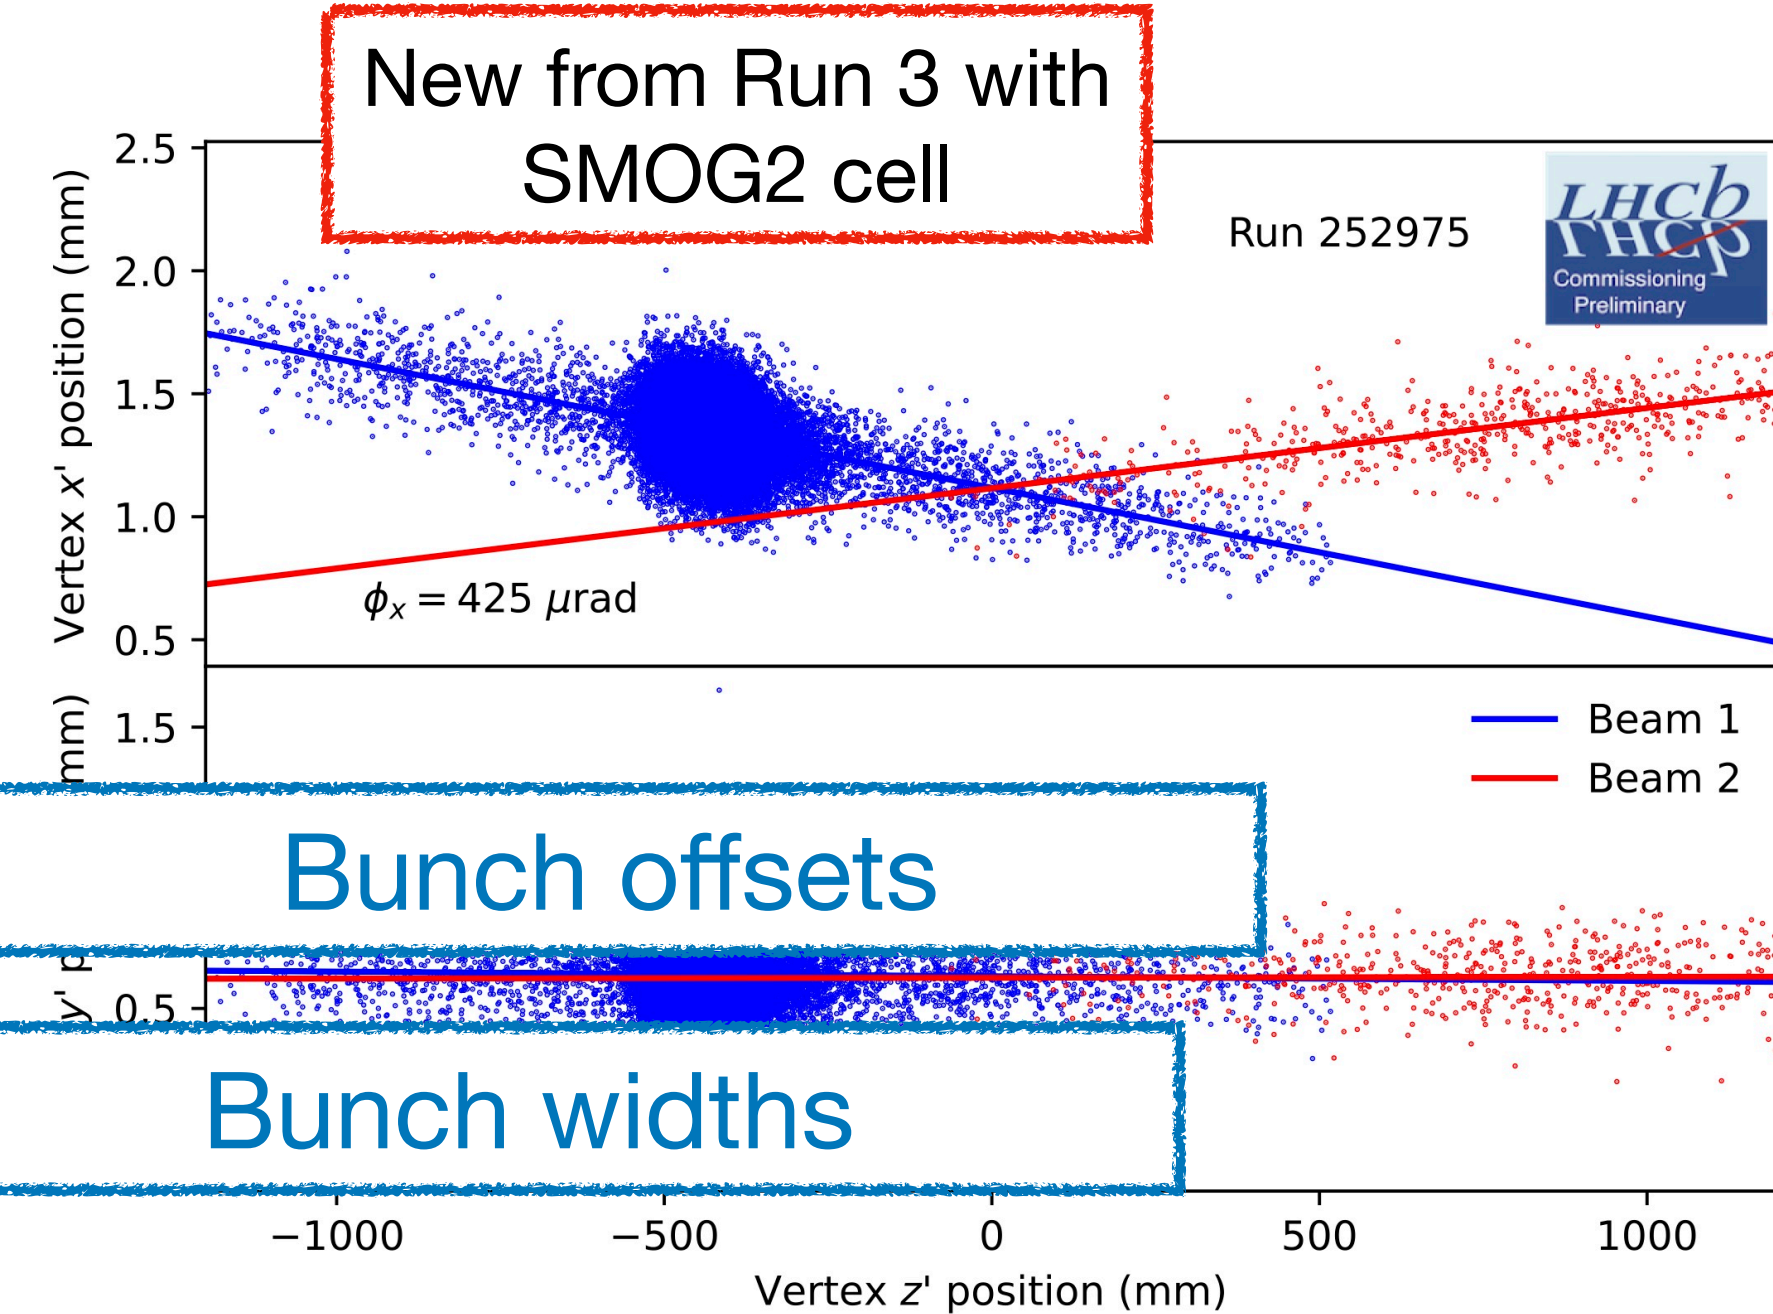 New from Run 3 with
SMOG2 cell
2.5
2.0
1.5
1.0
0.5
Vertex x' position (mm)
Run 252975
LHCb
Commissioning
Preliminary
ϕx = 425 μrad
1.5
mm)
Beam 1
Beam 2
Bunch offsets
y'
0.5
Bunch widths
−1000
−500
0
500
1000
Vertex z' position (mm)